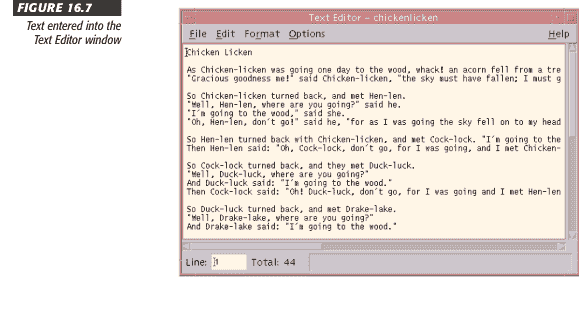 FIGURE 16.7
Text entered into the
Text Editor window
Text Editor – chickenlicken
File Edit Format Options Help
Chicken Licken
As Chicken-licken was going one day to the wood, whack! an acorn fell from a tre
"Gracious goodness me!" said Chicken-licken, "the sky must have fallen; I must g
So Chicken-licken turned back, and met Hen-len.
"Well, Hen-len, where are you going?" said he.
"I'm going to the wood," said she.
"Oh, Hen-len, don't go!" said he, "for as I was going the sky fell on to my head
So Hen-len turned back with Chicken-licken, and met Cock-lock. "I'm going to the
Then Hen-len said: "Oh, Cock-lock, don't go, for I was going, and I met Chicken-
So Cock-lock turned back, and they met Duck-luck.
"Well, Duck-luck, where are you going?"
And Duck-luck said: "I'm going to the wood."
Then Cock-lock said: "Oh! Duck-luck, don't go, for I was going and I met Hen-len
So Duck-luck turned back, and met Drake-lake.
"Well, Drake-lake, where are you going?"
And Drake-lake said: "I'm going to the wood."
Line: 1 Total: 44